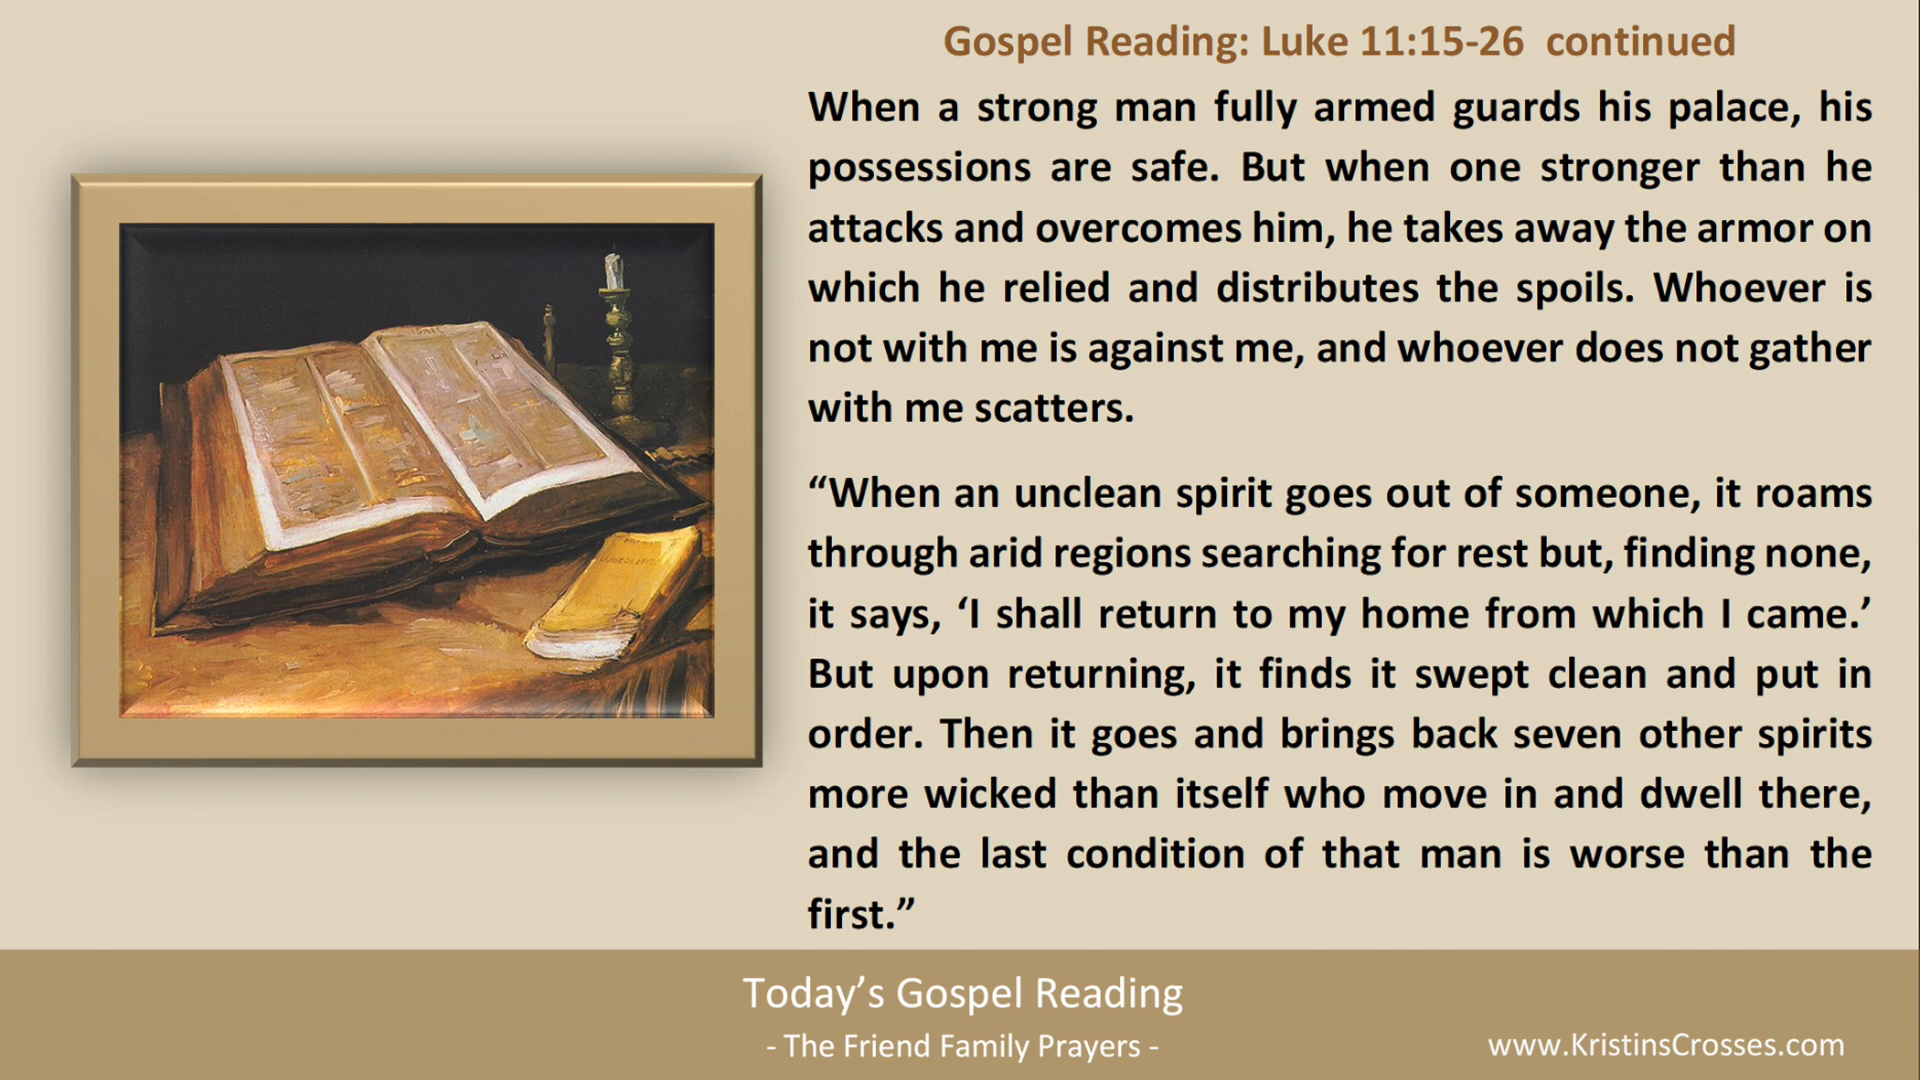 Gospel Reading: Luke 11:15-26 continued
When a strong man fully armed guards his palace, his
possessions are safe. But when one stronger than he
attacks and overcomes him, he takes away the armor on
which he relied and distributes the spoils. Whoever is
not with me is against me, and whoever does not gather
with me scatters.
“When an unclean spirit goes out of someone, it roams
through arid regions searching for rest but, finding none,
it says, ‘I shall return to my home from which I came.’
But upon returning, it finds it swept clean and put in
order. Then it goes and brings back seven other spirits
more wicked than itself who move in and dwell there,
and the last condition of that man is worse than the
first.”
Today’s Gospel Reading
- The Friend Family Prayers -
www.KristinsCrosses.com